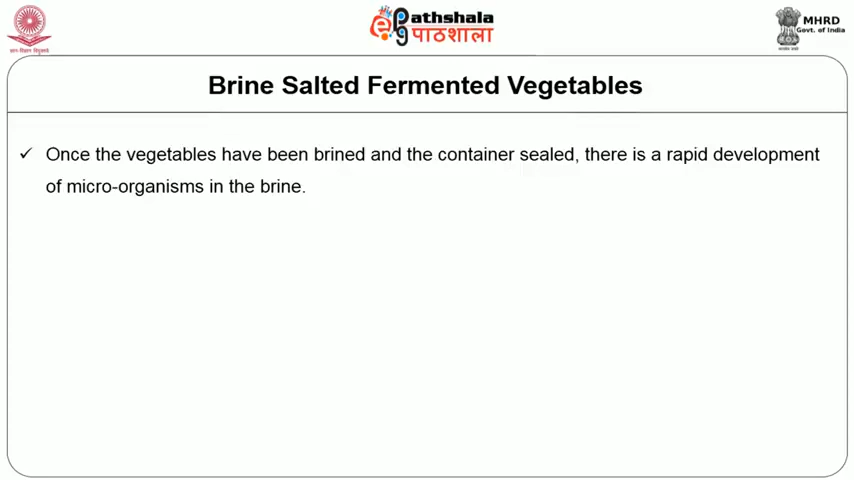 ePathshala
पाठशाला
MHRD
Govt. of India
Brine Salted Fermented Vegetables
✓ Once the vegetables have been brined and the container sealed, there is a rapid development
of micro-organisms in the brine.